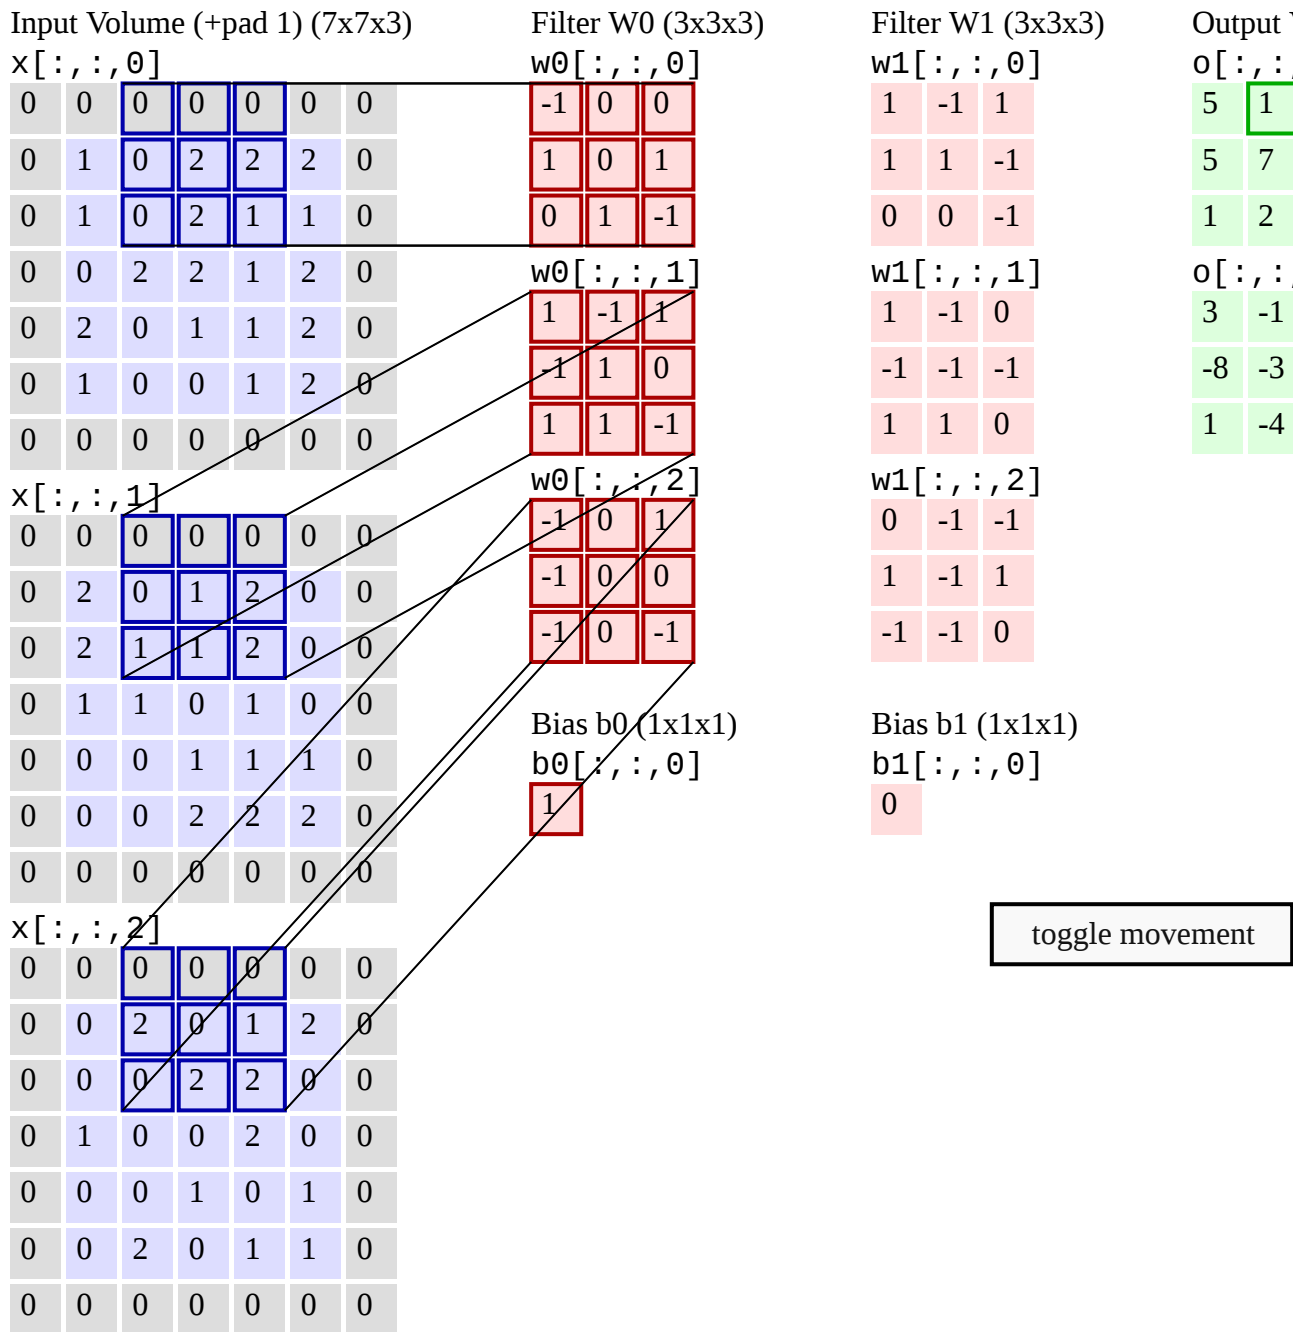 Input Volume (+pad 1) (7x7x3)
x[:,:,0]
0 0 0 0 0 0 0
0 1 0 2 2 2 0
0 1 0 2 1 1 0
0 0 2 2 1 2 0
0 2 0 1 1 2 0
0 1 0 0 1 2 0
0 0 0 0 0 0 0
x[:,:,1]
0 0 0 0 0 0 0
0 2 0 1 2 0 0
0 2 1 1 2 0 0
0 1 1 0 1 0 0
0 0 0 1 1 1 0
0 0 0 2 2 2 0
0 0 0 0 0 0 0
x[:,:,2]
0 0 0 0 0 0 0
0 0 2 0 1 2 0
0 0 0 2 2 0 0
0 1 0 0 2 0 0
0 0 0 1 0 1 0
0 0 2 0 1 1 0
0 0 0 0 0 0 0
Filter W0 (3x3x3)
w0[:,:,0]
-1 0 0
1 0 1
0 1 -1
w0[:,:,1]
1 -1 1
-1 1 0
1 1 -1
w0[:,:,2]
-1 0 1
-1 0 0
-1 0 -1
Bias b0 (1x1x1)
b0[:,:,0]
1
Filter W1 (3x3x3)
w1[:,:,0]
1 -1 1
1 1 -1
0 0 -1
w1[:,:,1]
1 -1 0
-1 -1 -1
1 1 0
w1[:,:,2]
0 -1 -1
1 -1 1
-1 -1 0
Bias b1 (1x1x1)
b1[:,:,0]
0
Output
o[:,:,
5 1
5 7
1 2
o[:,:,
3 -1
-8 -3
1 -4
toggle movement